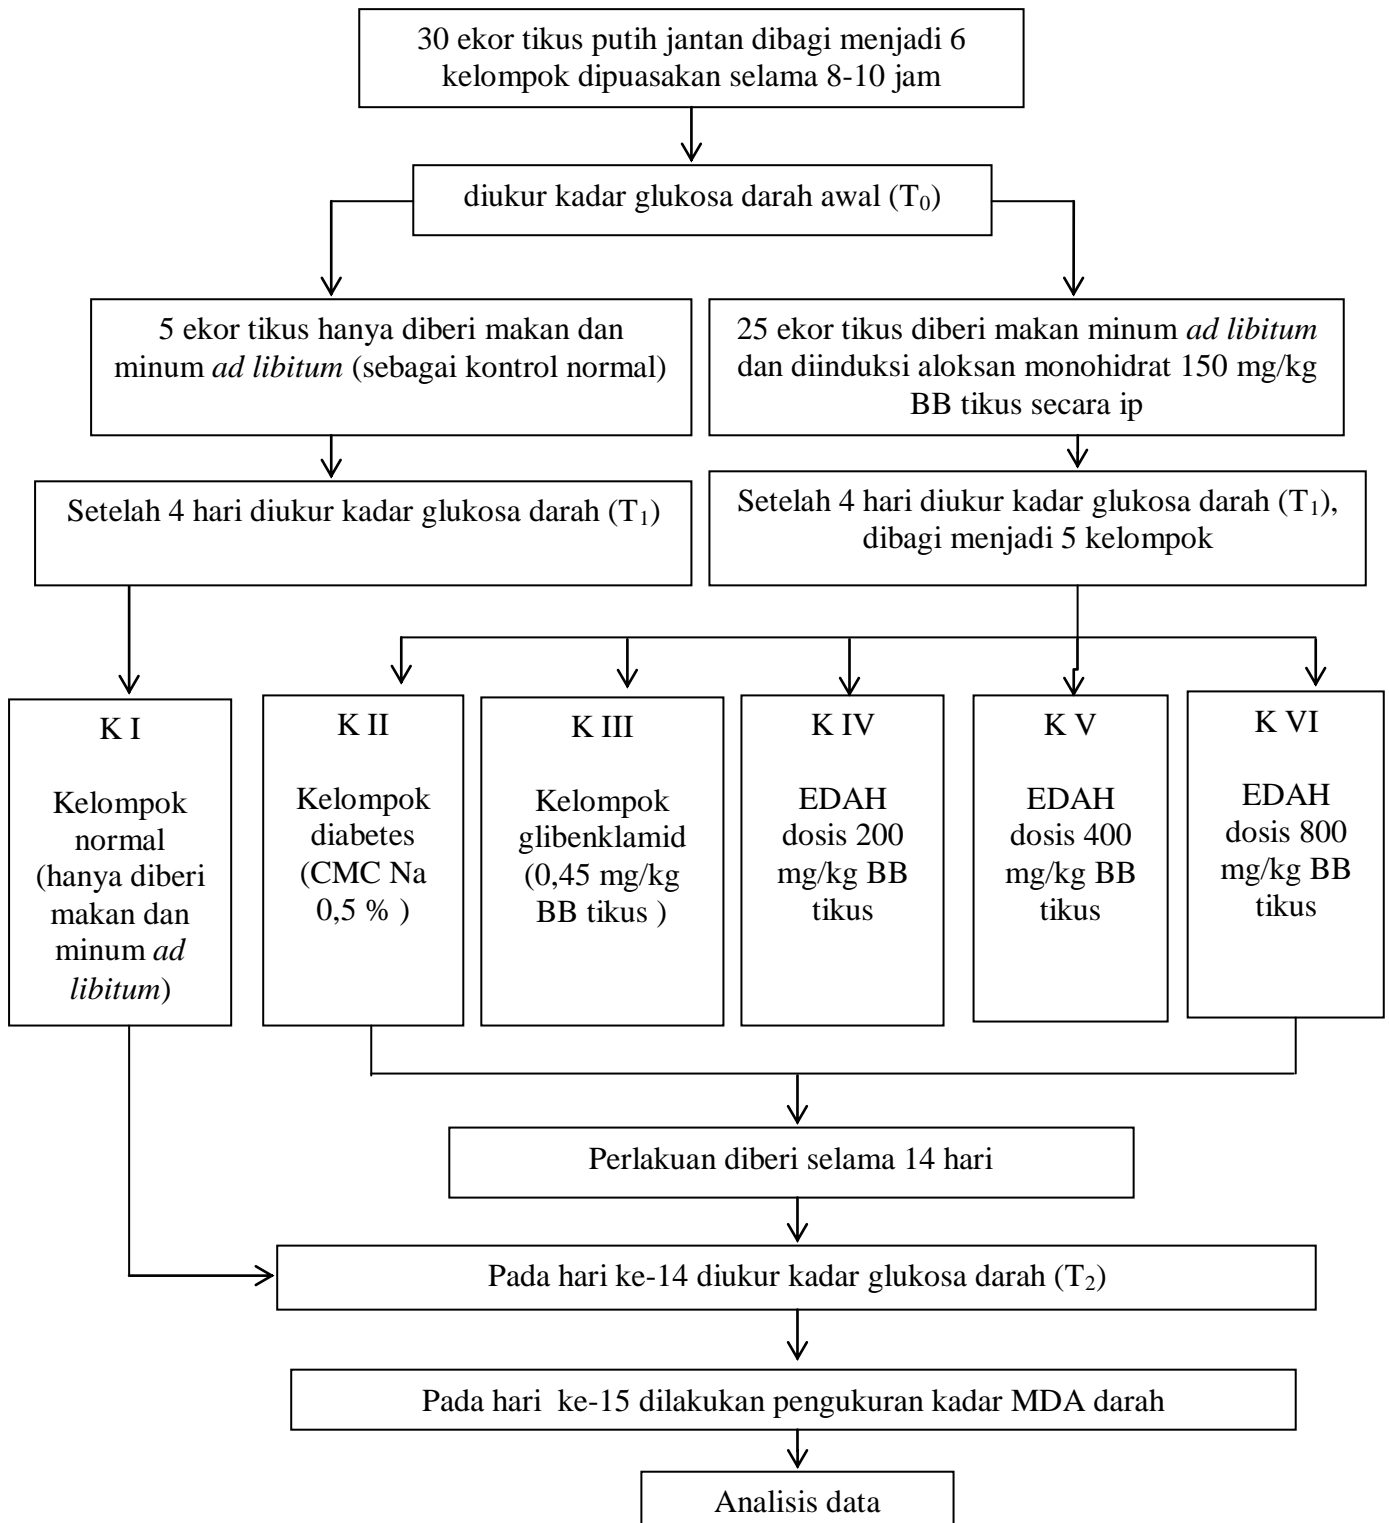 30 ekor tikus putih jantan dibagi menjadi 6
kelompok dipuasakan selama 8-10 jam
diukur kadar glukosa darah awal (T₀)
5 ekor tikus hanya diberi makan dan
minum ad libitum (sebagai kontrol normal)
25 ekor tikus diberi makan minum ad libitum
dan diinduksi aloksan monohidrat 150 mg/kg
BB tikus secara ip
Setelah 4 hari diukur kadar glukosa darah (T₁)
Setelah 4 hari diukur kadar glukosa darah (T₁),
dibagi menjadi 5 kelompok
K I
Kelompok
normal
(hanya diberi
makan dan
minum ad
libitum)
K II
Kelompok
diabetes
(CMC Na
0,5 % )
K III
Kelompok
glibenklamid
(0,45 mg/kg
BB tikus )
K IV
EDAH
dosis 200
mg/kg BB
tikus
K V
EDAH
dosis 400
mg/kg BB
tikus
K VI
EDAH
dosis 800
mg/kg BB
tikus
Perlakuan diberi selama 14 hari
Pada hari ke-14 diukur kadar glukosa darah (T₂)
Pada hari  ke-15 dilakukan pengukuran kadar MDA darah
Analisis data